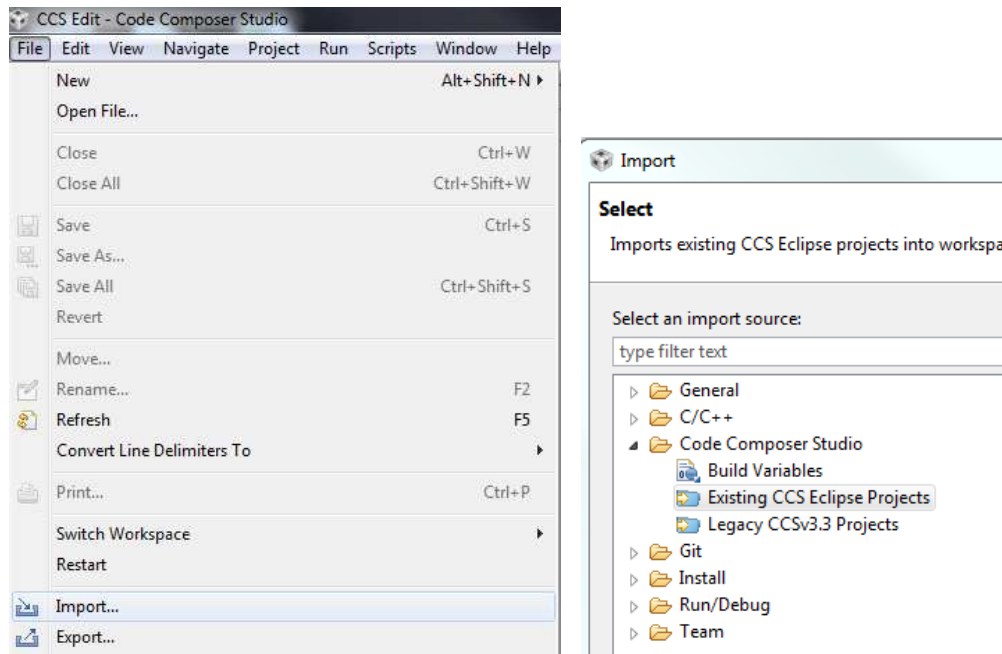 CCS Edit - Code Composer Studio
File Edit View Navigate Project Run Scripts Window Help
New Alt+Shift+N
Open File...
Close Ctrl+W
Close All Ctrl+Shift+W
Save Ctrl+S
Save As...
Save All Ctrl+Shift+S
Revert
Move...
Rename... F2
Refresh F5
Convert Line Delimiters To
Print... Ctrl+P
Switch Workspace
Restart
Import...
Export...
Import
Select
Imports existing CCS Eclipse projects into workspa
Select an import source:
type filter text
General
C/C++
Code Composer Studio
Build Variables
Existing CCS Eclipse Projects
Legacy CCSv3.3 Projects
Git
Install
Run/Debug
Team